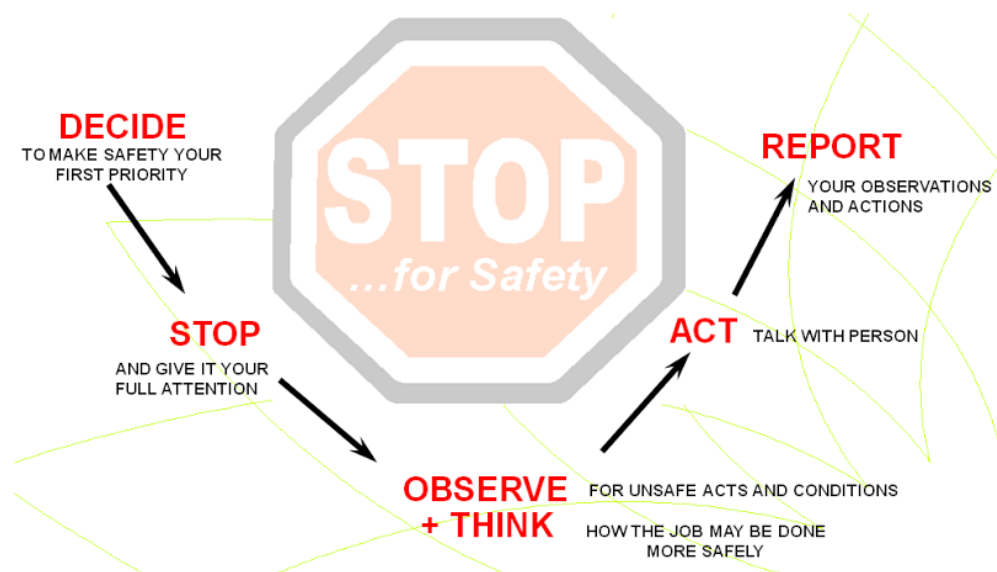 STOP
...for Safety
DECIDE
TO MAKE SAFETY YOUR
FIRST PRIORITY
STOP
AND GIVE IT YOUR
FULL ATTENTION
OBSERVE
+ THINK
FOR UNSAFE ACTS AND CONDITIONS
HOW THE JOB MAY BE DONE
MORE SAFELY
ACT
TALK WITH PERSON
REPORT
YOUR OBSERVATIONS
AND ACTIONS